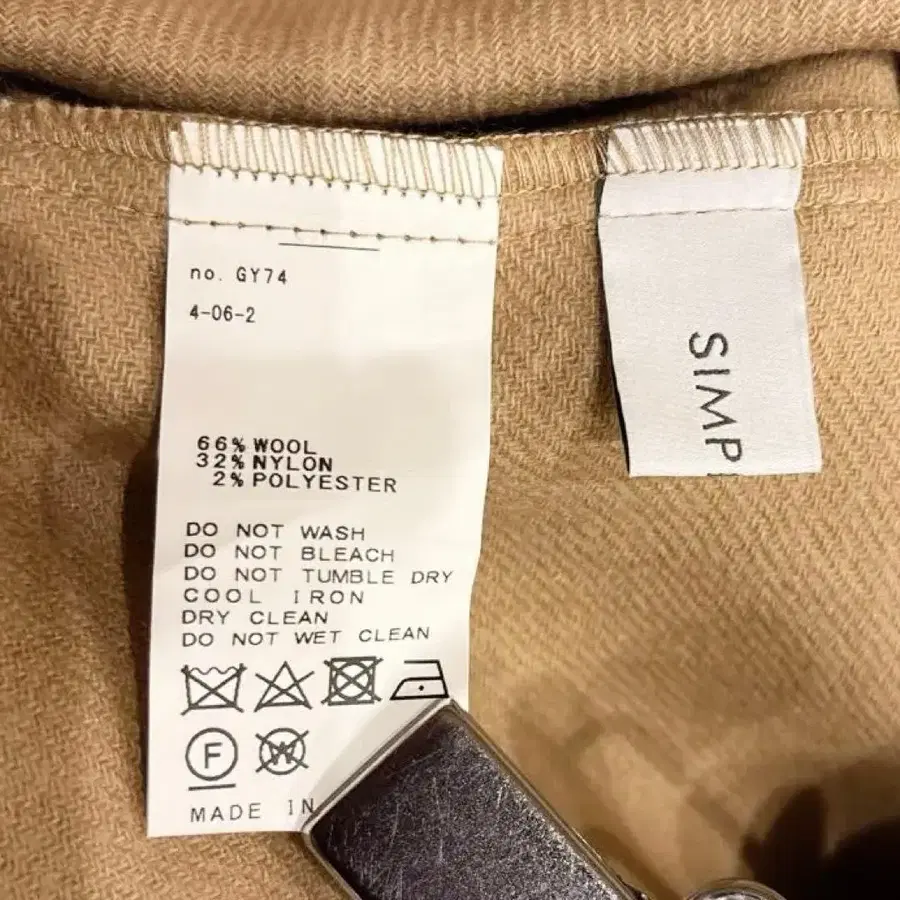 no. GY74
4-06-2
66% WOOL
32% NYLON
2% POLYESTER
DO NOT WASH
DO NOT BLEACH
DO NOT TUMBLE DRY
COOL IRON
DRY CLEAN
DO NOT WET CLEAN
F
W
MADE IN
SIMP